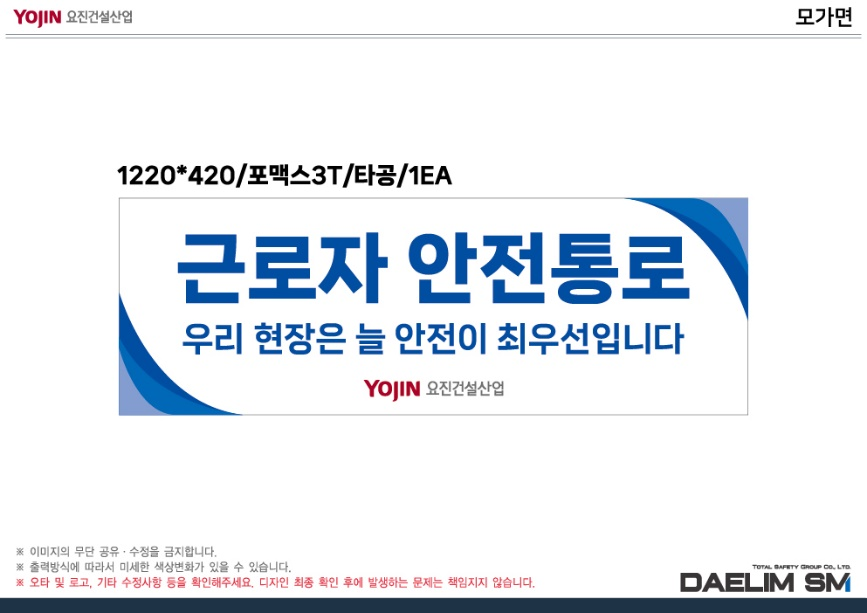 YOJIN 요진건설산업
모가면
1220*420/포맥스3T/타공/1EA
근로자 안전통로
우리 현장은 늘 안전이 최우선입니다
YOJIN 요진건설산업
※ 이미지의 무단 공유 · 수정을 금지합니다.
※ 출력방식에 따라서 미세한 색상변화가 있을 수 있습니다.
※ 오타 및 로고, 기타 수정사항 등을 확인해주세요. 디자인 최종 확인 후에 발생하는 문제는 책임지지 않습니다.
TOTAL SAFETY GROUP CO., LTD.
DAELIM SM